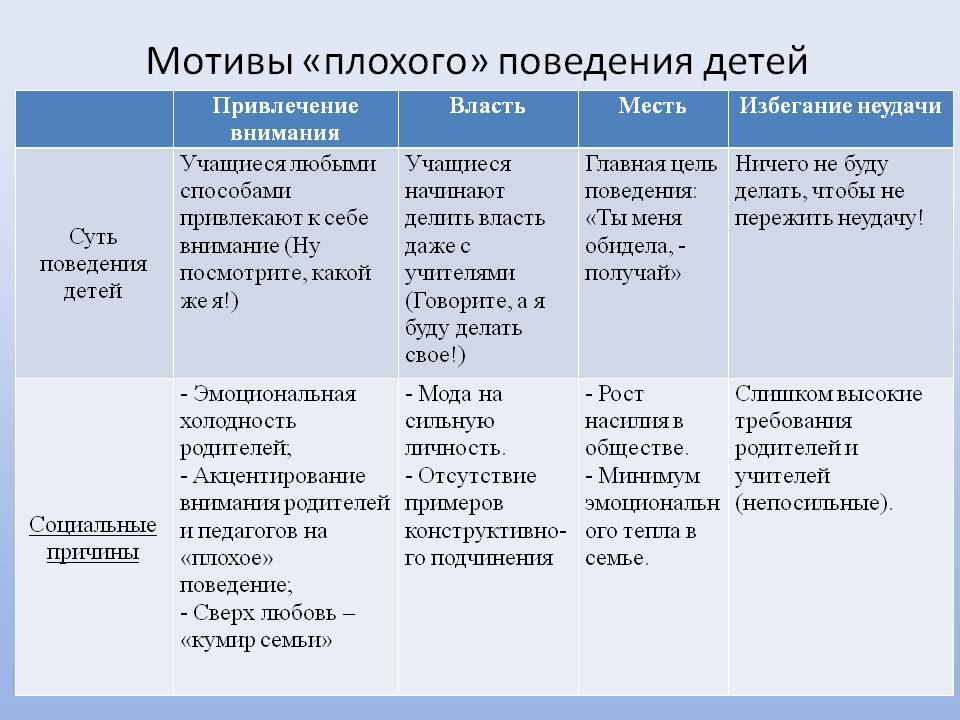 Мотивы «плохого» поведения детей
Привлечение
внимания
Власть
Месть
Избегание неудачи
Суть
поведения
детей
Учащиеся любыми
способами
привлекают к себе
внимание (Ну
посмотрите, какой
же я!)
Учащиеся
начинают
делить власть
даже с
учителями
(Говорите, а я
буду делать
свое!)
Главная цель
поведения:
«Ты меня
обидела, -
получай»
Ничего не буду
делать, чтобы не
пережить неудачу!
Социальные
причины
- Эмоциональная
холодность
родителей;
- Акцентирование
внимания родителей
и педагогов на
«плохое»
поведение;
- Сверх любовь –
«кумир семьи»
- Мода на
сильную
личность.
- Отсутствие
примеров
конструктивно-
го подчинения
- Рост
насилия в
обществе.
- Минимум
эмоциональн
ого тепла в
семье.
Слишком высокие
требования
родителей и
учителей
(непосильные).